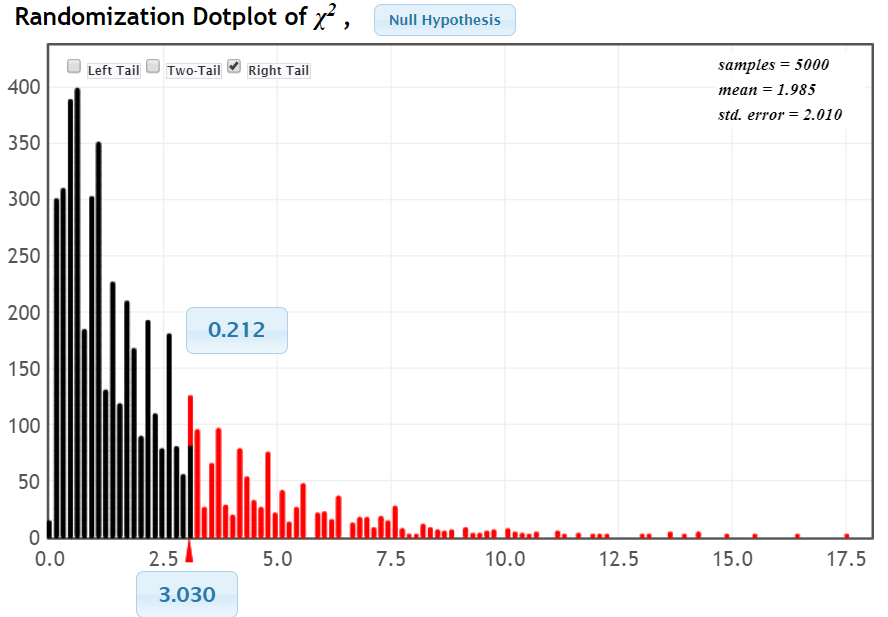 Randomization Dotplot of χ² , Null Hypothesis
Left Tail Two-Tail Right Tail
samples = 5000
mean = 1.985
std. error = 2.010
400
350
300
250
200
150
100
50
0
0.212
0.0 2.5 5.0 7.5 10.0 12.5 15.0 17.5
3.030